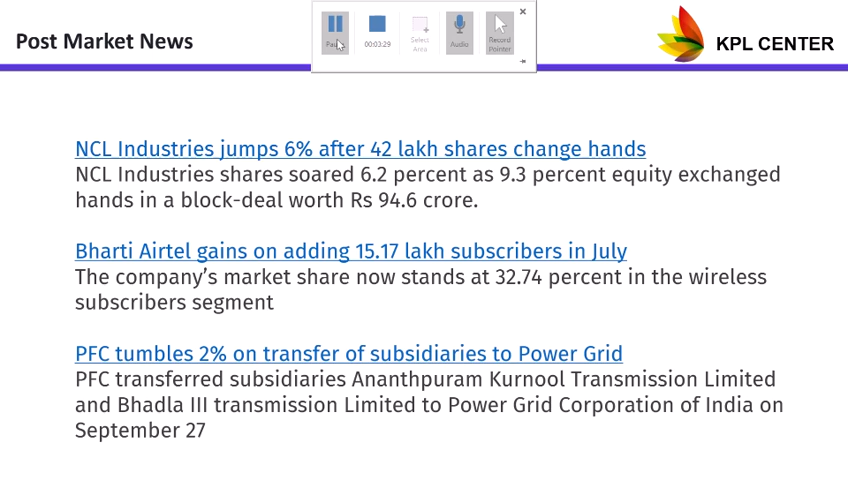 Post Market News
Pause
00:03:29
Select
Area
Audio
Record
Pointer
KPL CENTER
NCL Industries jumps 6% after 42 lakh shares change hands
NCL Industries shares soared 6.2 percent as 9.3 percent equity exchanged
hands in a block-deal worth Rs 94.6 crore.
Bharti Airtel gains on adding 15.17 lakh subscribers in July
The company’s market share now stands at 32.74 percent in the wireless
subscribers segment
PFC tumbles 2% on transfer of subsidiaries to Power Grid
PFC transferred subsidiaries Ananthpuram Kurnool Transmission Limited
and Bhadla III transmission Limited to Power Grid Corporation of India on
September 27